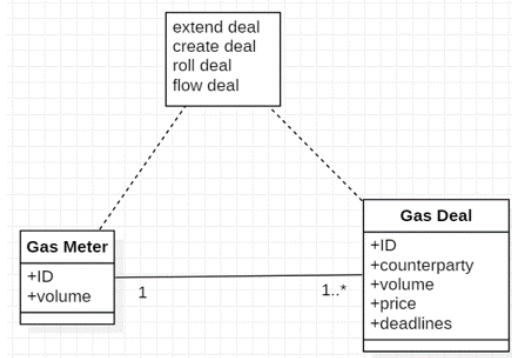 extend deal
create deal
roll deal
flow deal
Gas Meter
+ID
+volume
1
1..*
Gas Deal
+ID
+counterparty
+volume
+price
+deadlines